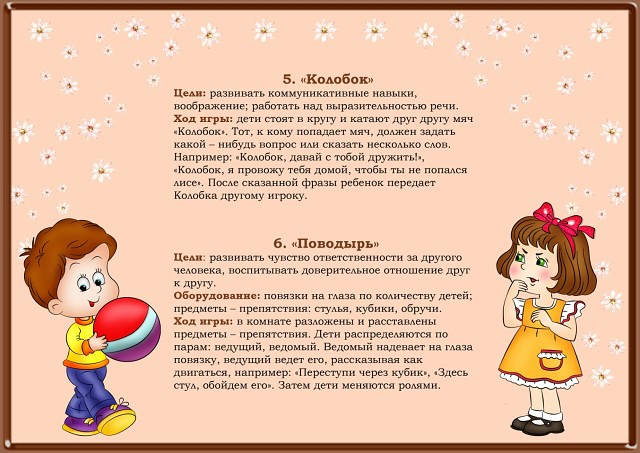 5. «Колобок»
Цели: развивать коммуникативные навыки,
воображение; работать над выразительностью речи.
Ход игры: дети стоят в кругу и катают друг другу мяч
«Колобок». Тот, к кому попадает мяч, должен задать
какой – нибудь вопрос или сказать несколько слов.
Например: «Колобок, давай с тобой дружить!»,
«Колобок, я провожу тебя домой, чтобы ты не попался
лисе». После сказанной фразы ребенок передает
Колобка другому игроку.
6. «Поводырь»
Цели: развивать чувство ответственности за другого
человека, воспитывать доверительное отношение друг
к другу.
Оборудование: повязки на глаза по количеству детей;
предметы – препятствия: стулья, кубики, обручи.
Ход игры: в комнате разложены и расставлены
предметы – препятствия. Дети распределяются по
парам: ведущий, ведомый. Ведомый надевает на глаза
повязку, ведущий ведет его, рассказывая как
двигаться, например: «Переступи через кубик», «Здесь
стул, обойдем его». Затем дети меняются ролями.